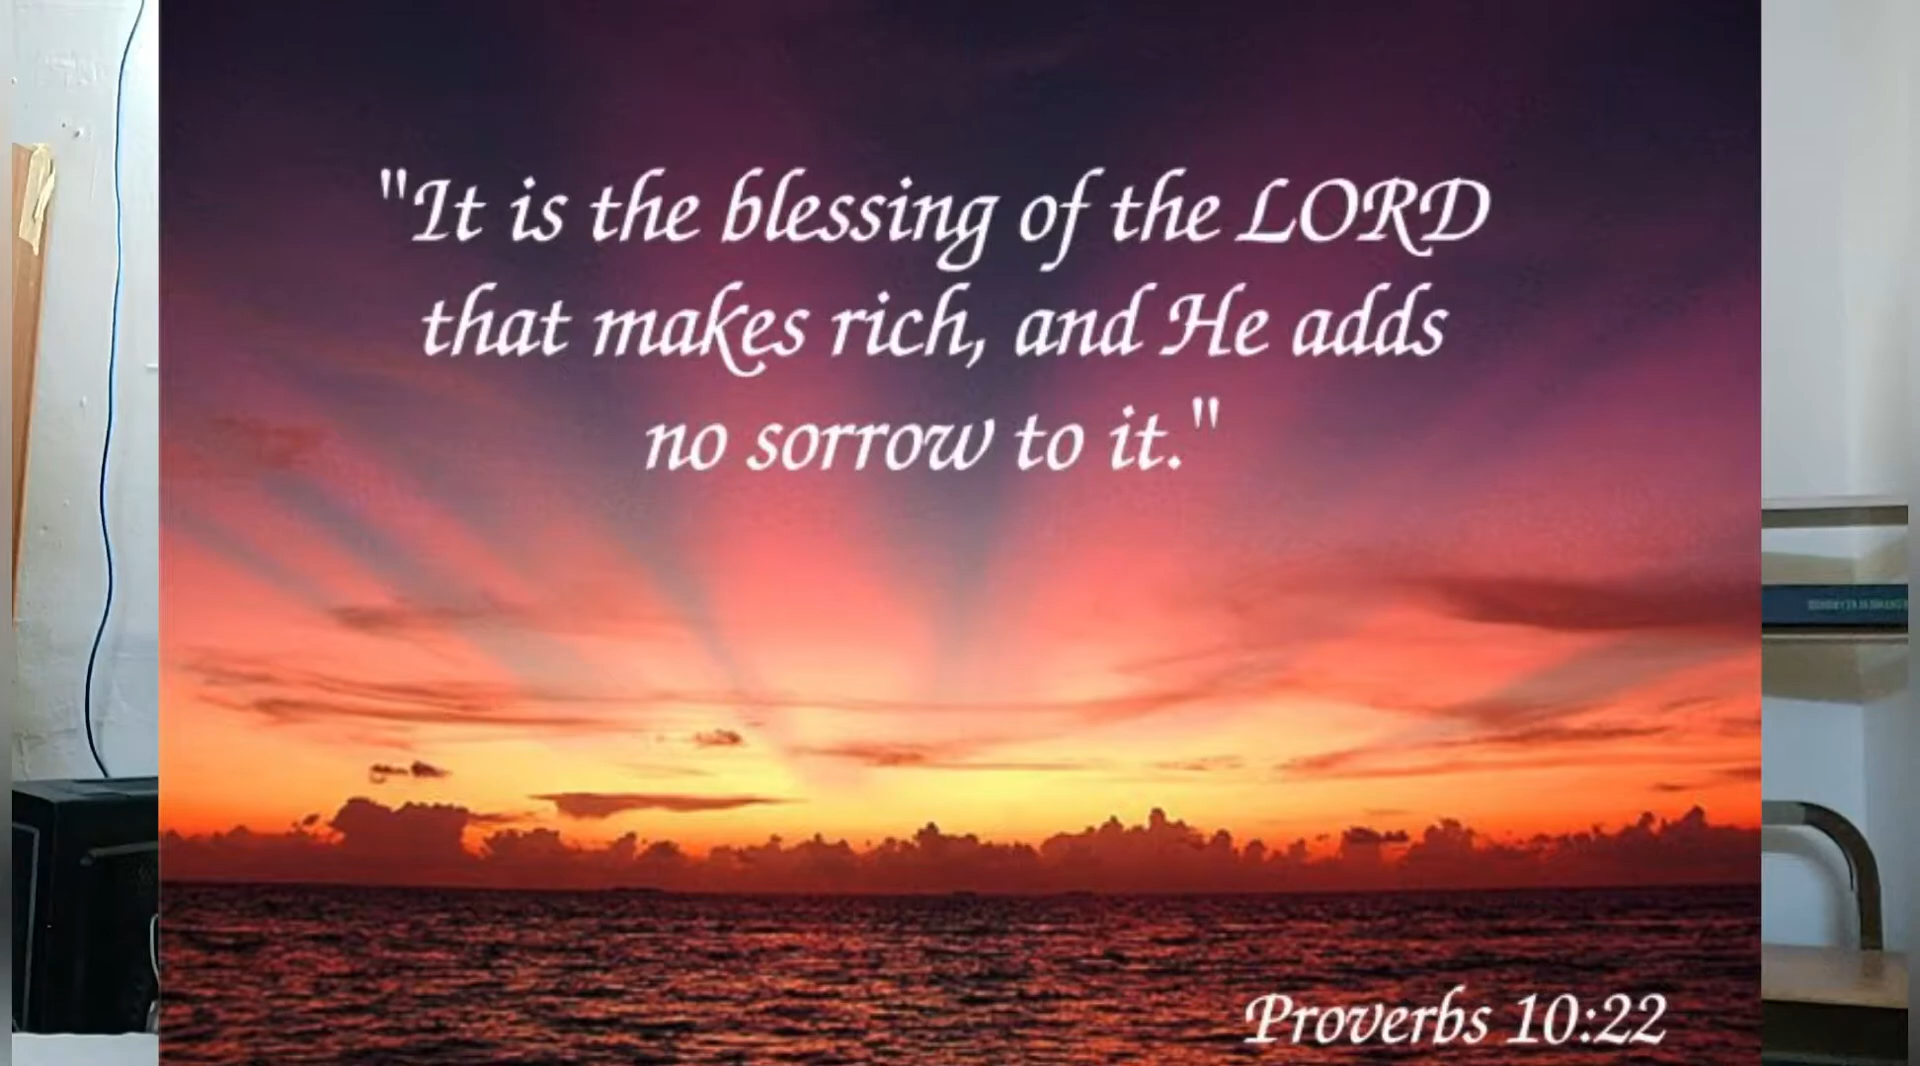 "It is the blessing of the LORD
that makes rich, and He adds
no sorrow to it."
Proverbs 10:22